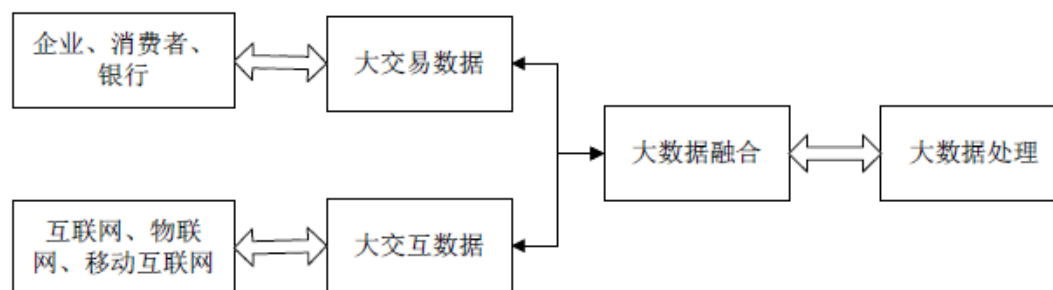 企业、消费者、
银行
大交易数据
大数据融合
大数据处理
互联网、物联
网、移动互联网
大交互数据